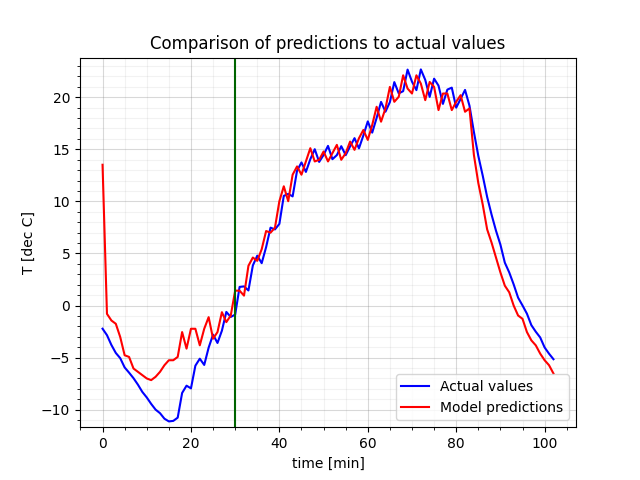 Comparison of predictions to actual values
T [dec C]
20
15
10
5
0
−5
−10
0 20 40 60 80 100
time [min]
Actual values
Model predictions